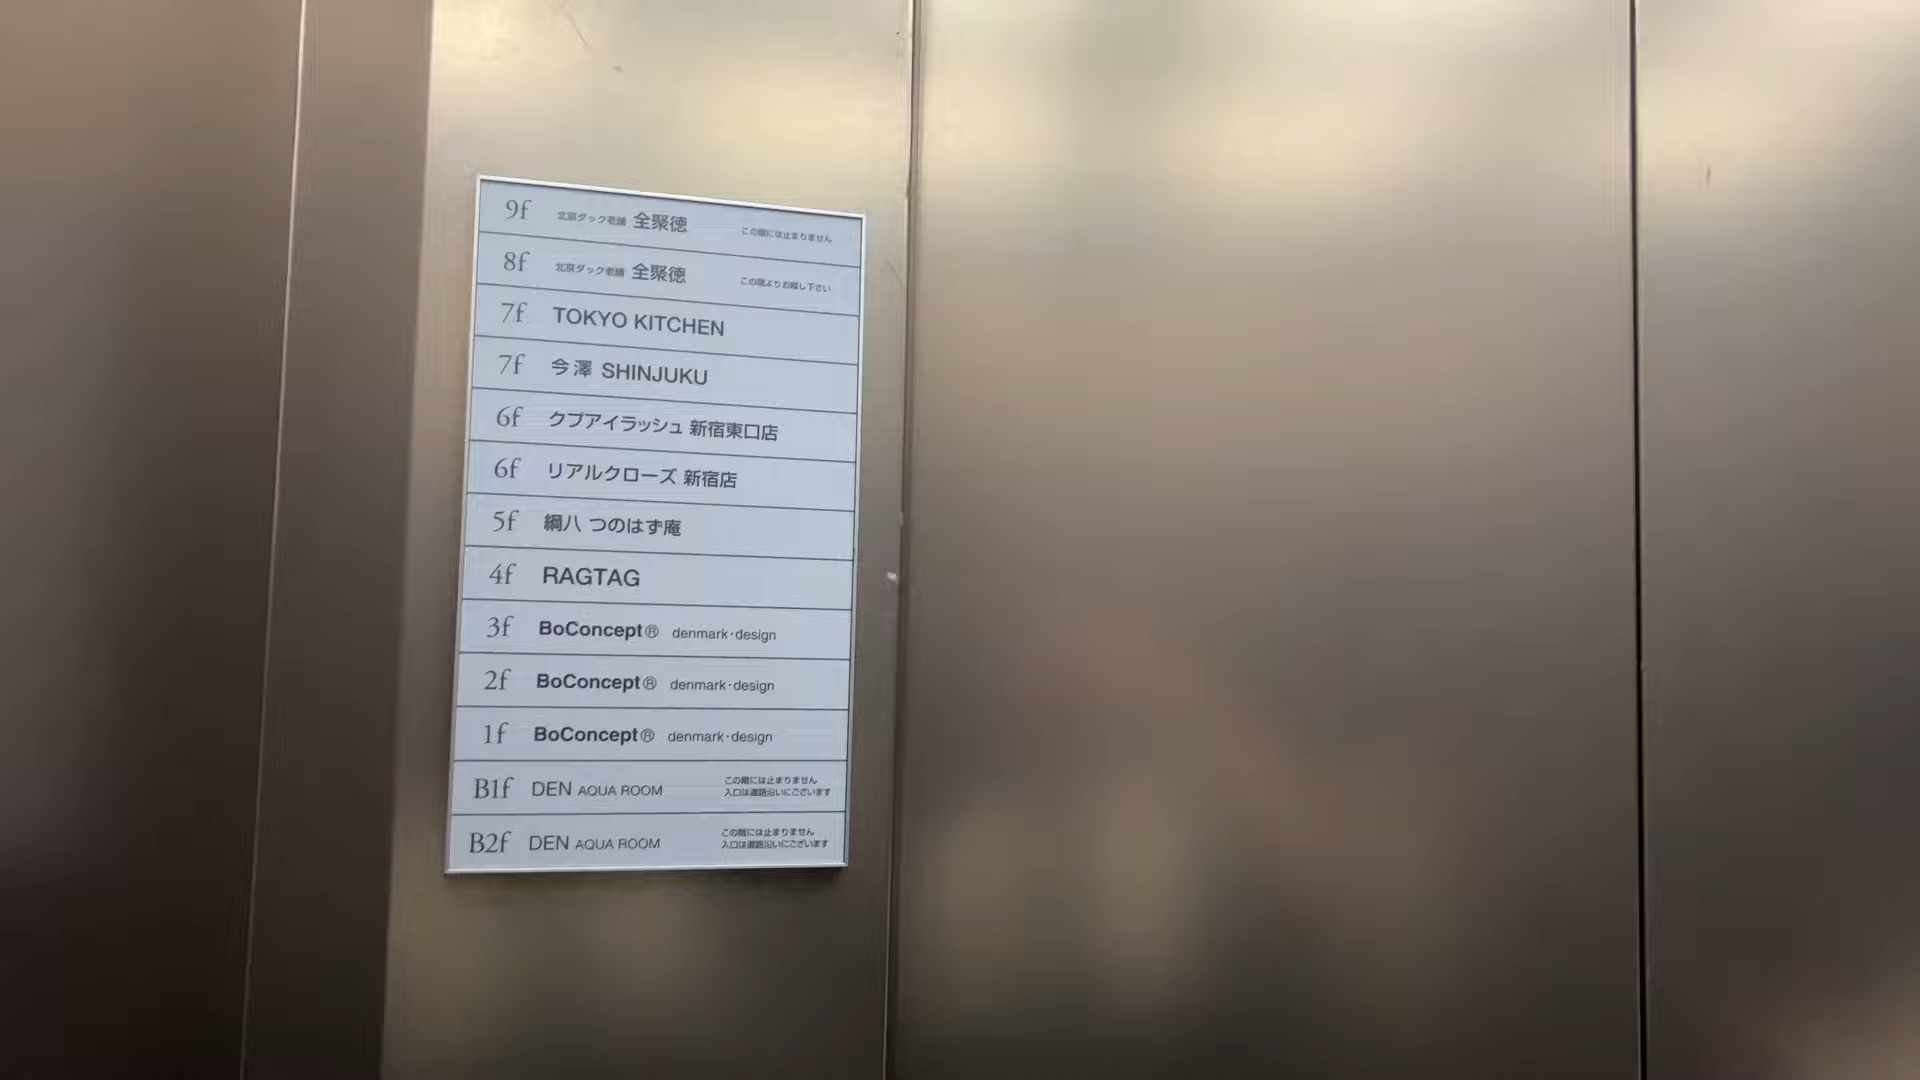 9f 北京ダック老舗 全聚徳 この階には止まりません
8f 北京ダック老舗 全聚徳 この階よりお越し下さい
7f TOKYO KITCHEN
7f 今澤 SHINJUKU
6f クプアイラッシュ 新宿東口店
6f リアルクローズ 新宿店
5f 綱八 つのはず庵
4f RAGTAG
3f BoConcept® denmark・design
2f BoConcept® denmark・design
1f BoConcept® denmark・design
B1f DEN AQUA ROOM この階には止まりません
入口は道路沿いにございます
B2f DEN AQUA ROOM この階には止まりません
入口は道路沿いにございます